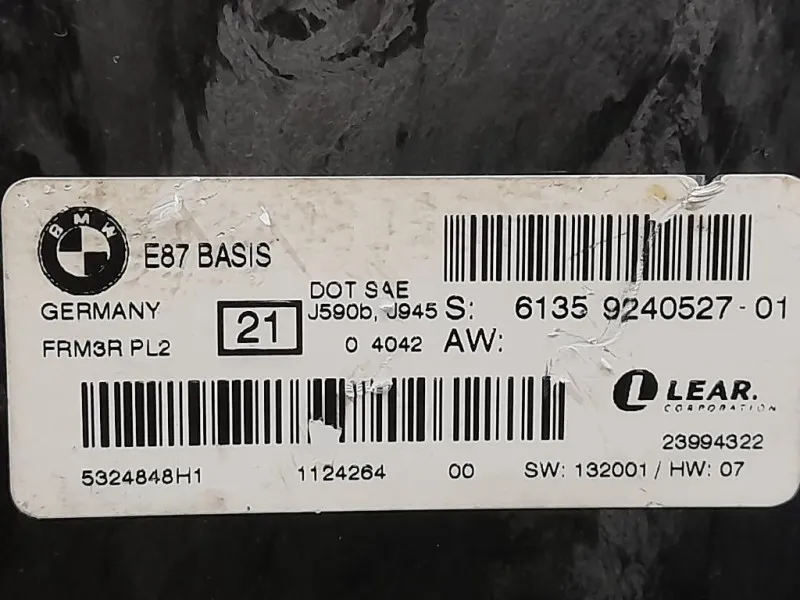 BMW
E87 BASIS
GERMANY
FRM3R PL2
21
DOT SAE
J590b, J945
0 4042
S: 6135 9240527-01
AW:
LEAR.
CORPORATION
23994322
5324848H1 1124264 00 SW: 132001 / HW: 07